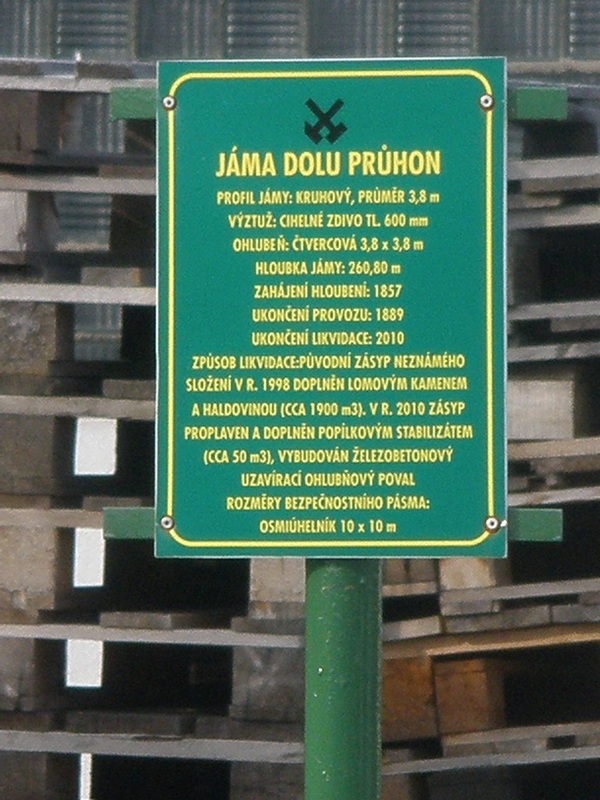 JÁMA DOLU PRŮHON
PROFIL JÁMY: KRUHOVÝ, PRŮMĚR 3,8 m
VÝZTUŽ: CIHELNÉ ZDIVO TL. 600 mm
OHLUBEŇ: ČTVERCOVÁ 3,8 x 3,8 m
HLOUBKA JÁMY: 260,80 m
ZAHÁJENÍ HLOUBENÍ: 1857
UKONČENÍ PROVOZU: 1889
UKONČENÍ LIKVIDACE: 2010
ZPŮSOB LIKVIDACE:PŮVODNÍ ZÁSYP NEZNÁMÉHO
SLOŽENÍ V R. 1998 DOPLNĚN LOMOVÝM KAMENEM
A HALDOVINOU (CCA 1900 m3). V R. 2010 ZÁSYP
PROPLAVEN A DOPLNĚN POPÍLKOVÝM STABILIZÁTEM
(CCA 50 m3), VYBUDOVÁN ŽELEZOBETONOVÝ
UZAVÍRACÍ OHLUBŇOVÝ POVAL
ROZMĚRY BEZPEČNOSTNÍHO PÁSMA:
OSMIÚHELNÍK 10 x 10 m